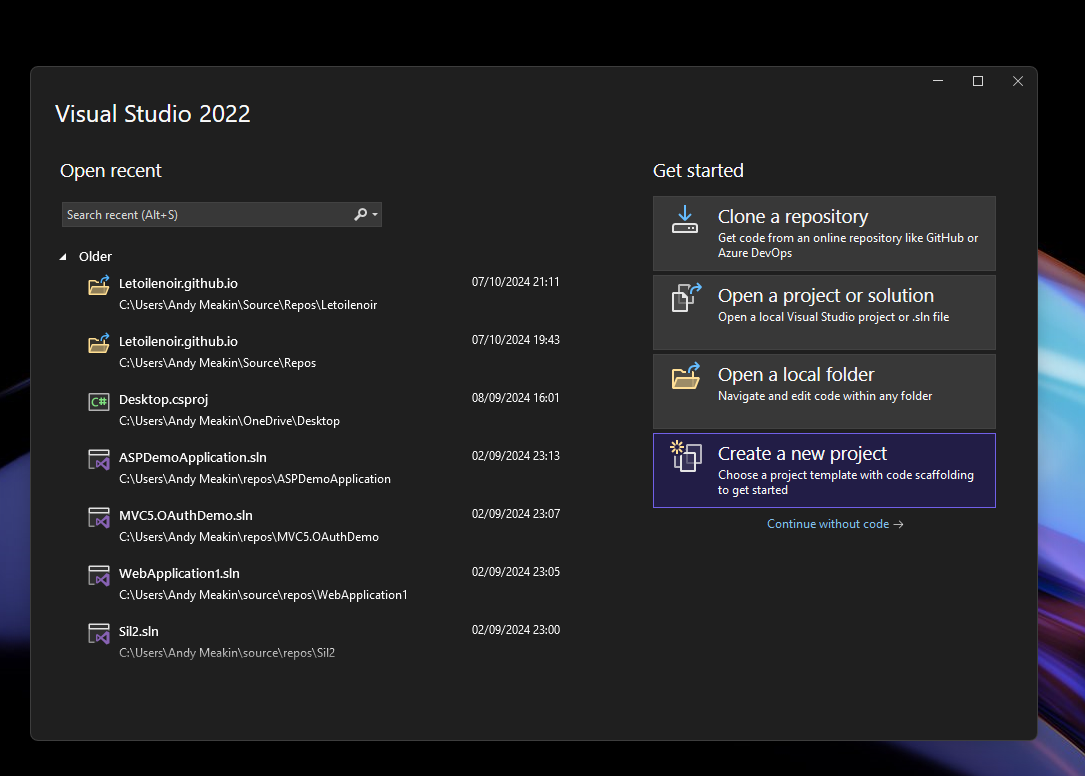 Visual Studio 2022
Open recent
Search recent (Alt+S)
Older
Letoilenoir.github.io 07/10/2024 21:11
C:\Users\Andy Meakin\Source\Repos\Letoilenoir
Letoilenoir.github.io 07/10/2024 19:43
C:\Users\Andy Meakin\Source\Repos
C# Desktop.csproj 08/09/2024 16:01
C:\Users\Andy Meakin\OneDrive\Desktop
ASPDemoApplication.sln 02/09/2024 23:13
C:\Users\Andy Meakin\repos\ASPDemoApplication
MVC5.OAuthDemo.sln 02/09/2024 23:07
C:\Users\Andy Meakin\repos\MVC5.OAuthDemo
WebApplication1.sln 02/09/2024 23:05
C:\Users\Andy Meakin\source\repos\WebApplication1
Sil2.sln 02/09/2024 23:00
C:\Users\Andy Meakin\source\repos\Sil2
Get started
Clone a repository
Get code from an online repository like GitHub or
Azure DevOps
Open a project or solution
Open a local Visual Studio project or .sln file
Open a local folder
Navigate and edit code within any folder
Create a new project
Choose a project template with code scaffolding
to get started
Continue without code →